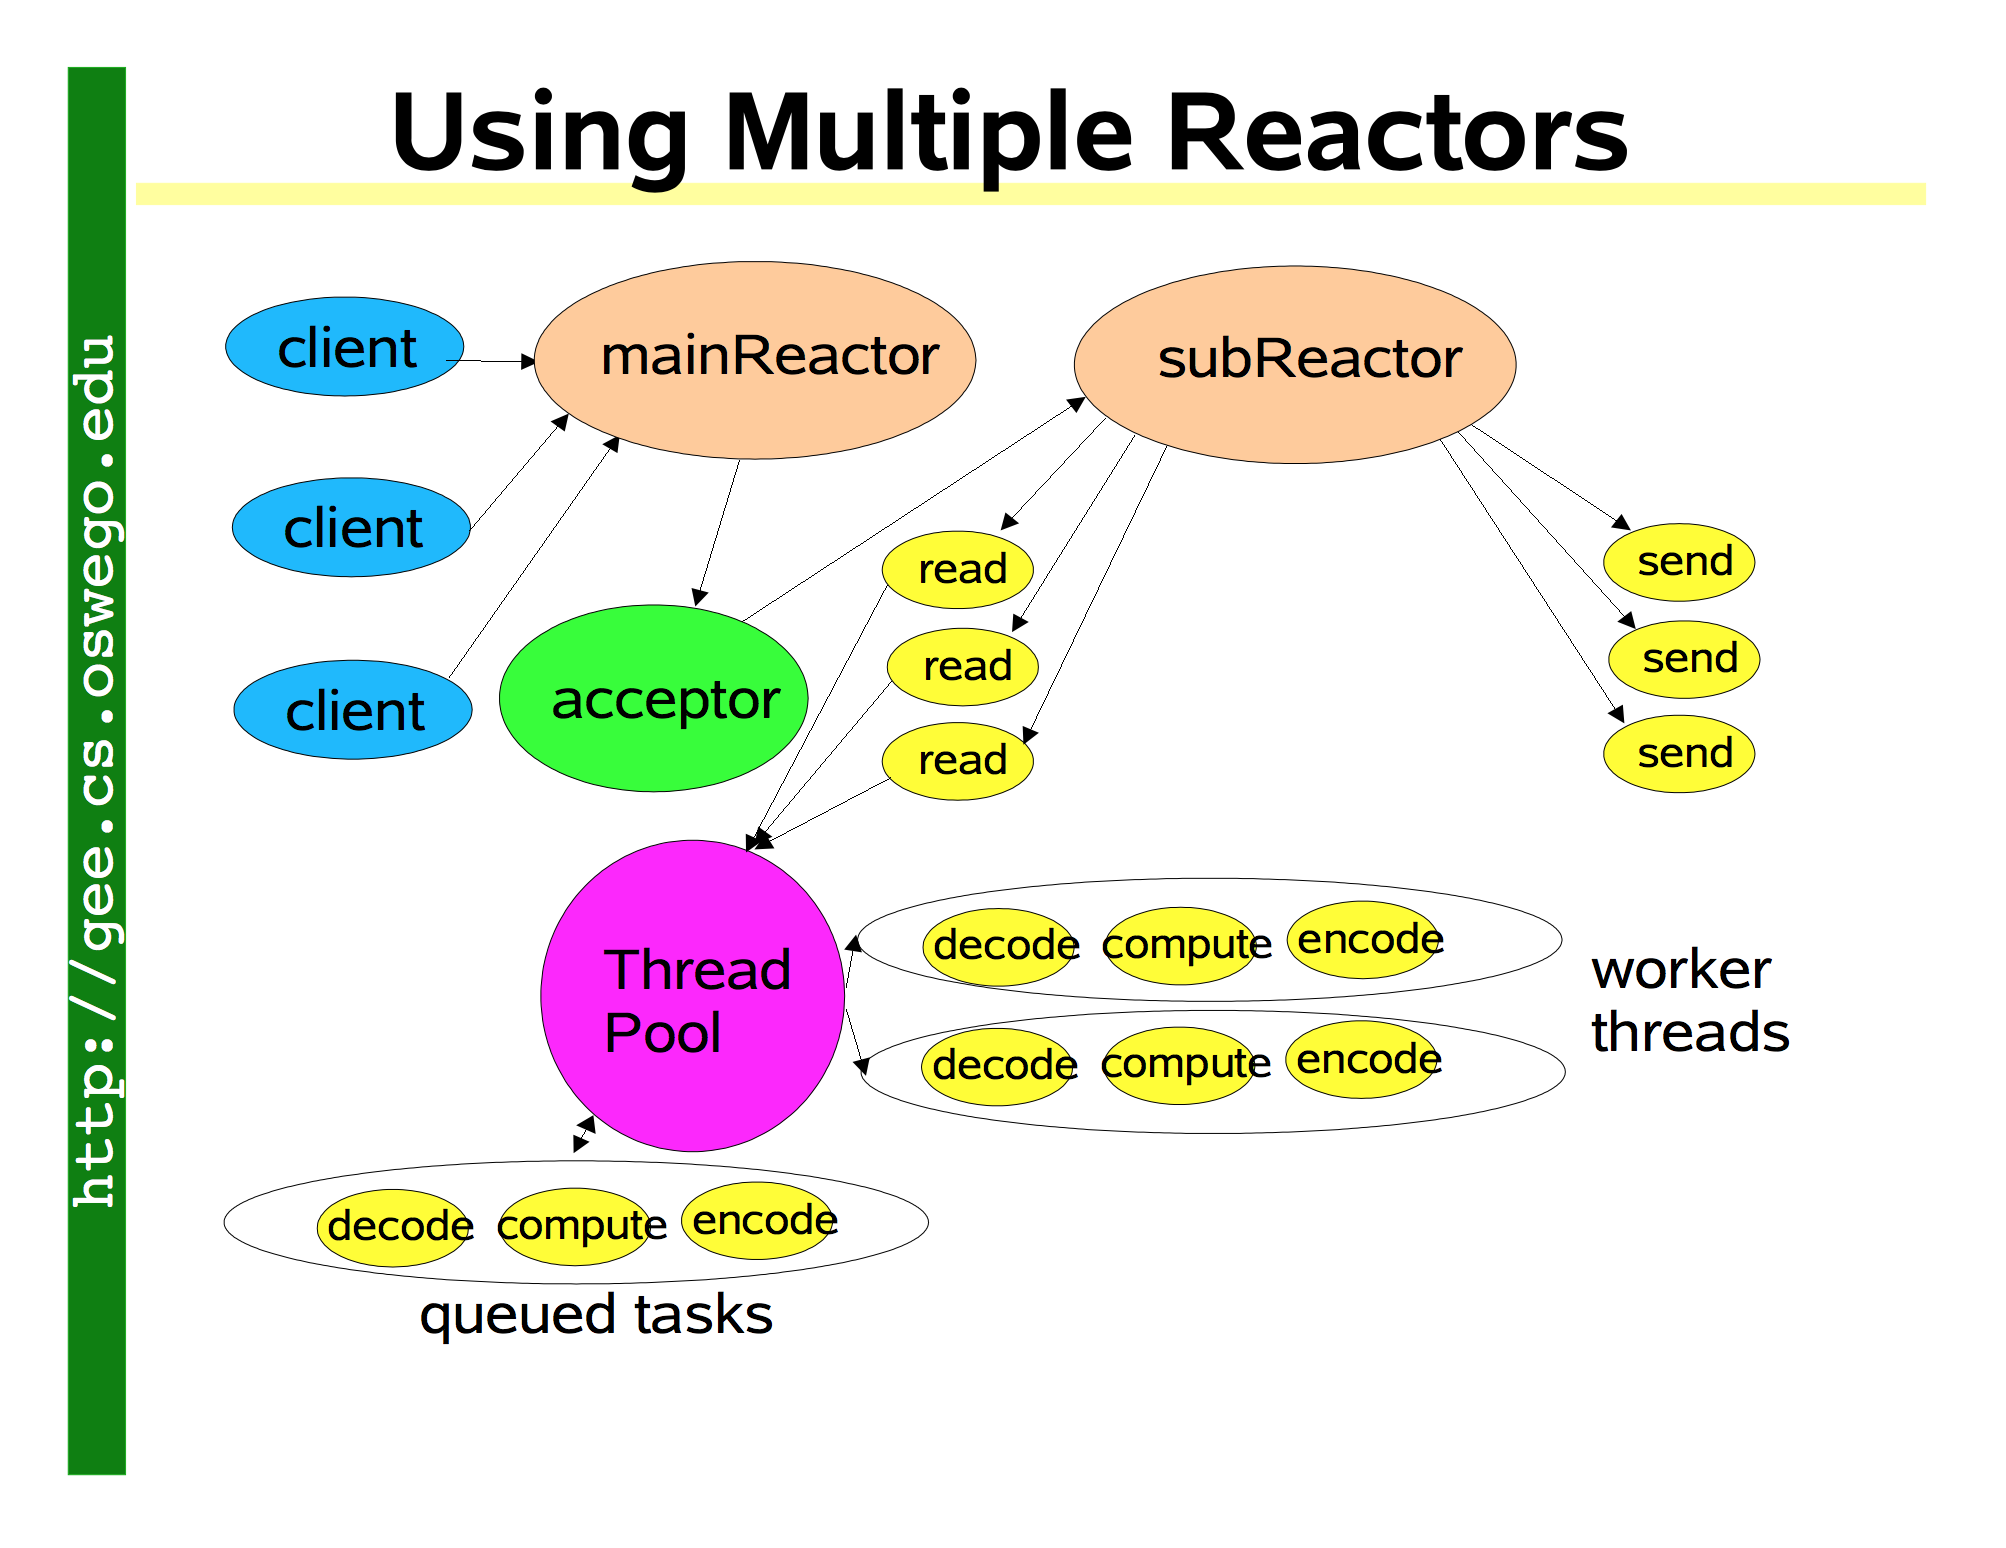 Using Multiple Reactors
http://gee.cs.oswego.edu
client
mainReactor
subReactor
client
client
acceptor
read
read
read
send
send
send
Thread
Pool
decode compute encode
decode compute encode
worker
threads
decode compute encode
queued tasks